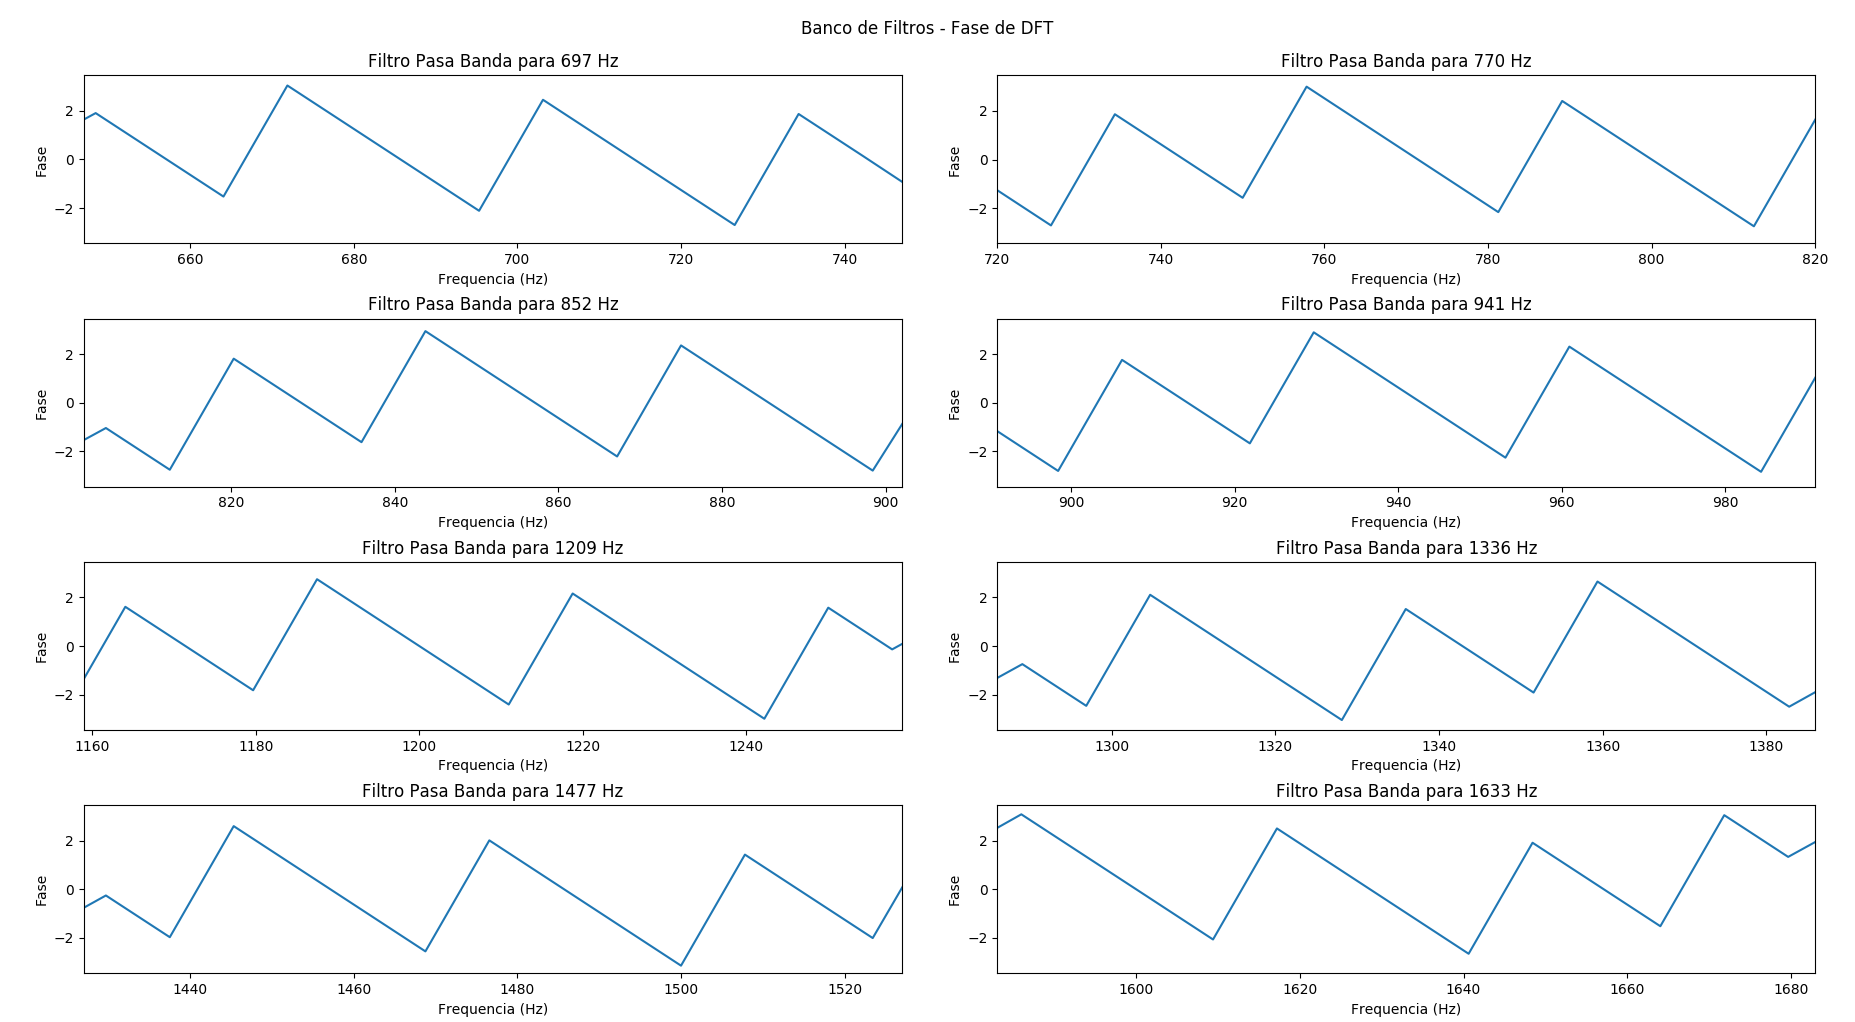 Banco de Filtros - Fase de DFT
Filtro Pasa Banda para 697 Hz
2
0
−2
Fase
660 680 700 720 740
Frequencia (Hz)
Filtro Pasa Banda para 770 Hz
2
0
−2
Fase
720 740 760 780 800 820
Frequencia (Hz)
Filtro Pasa Banda para 852 Hz
2
0
−2
Fase
820 840 860 880 900
Frequencia (Hz)
Filtro Pasa Banda para 941 Hz
2
0
−2
Fase
900 920 940 960 980
Frequencia (Hz)
Filtro Pasa Banda para 1209 Hz
2
0
−2
Fase
1160 1180 1200 1220 1240
Frequencia (Hz)
Filtro Pasa Banda para 1336 Hz
2
0
−2
Fase
1300 1320 1340 1360 1380
Frequencia (Hz)
Filtro Pasa Banda para 1477 Hz
2
0
−2
Fase
1440 1460 1480 1500 1520
Frequencia (Hz)
Filtro Pasa Banda para 1633 Hz
2
0
−2
Fase
1600 1620 1640 1660 1680
Frequencia (Hz)